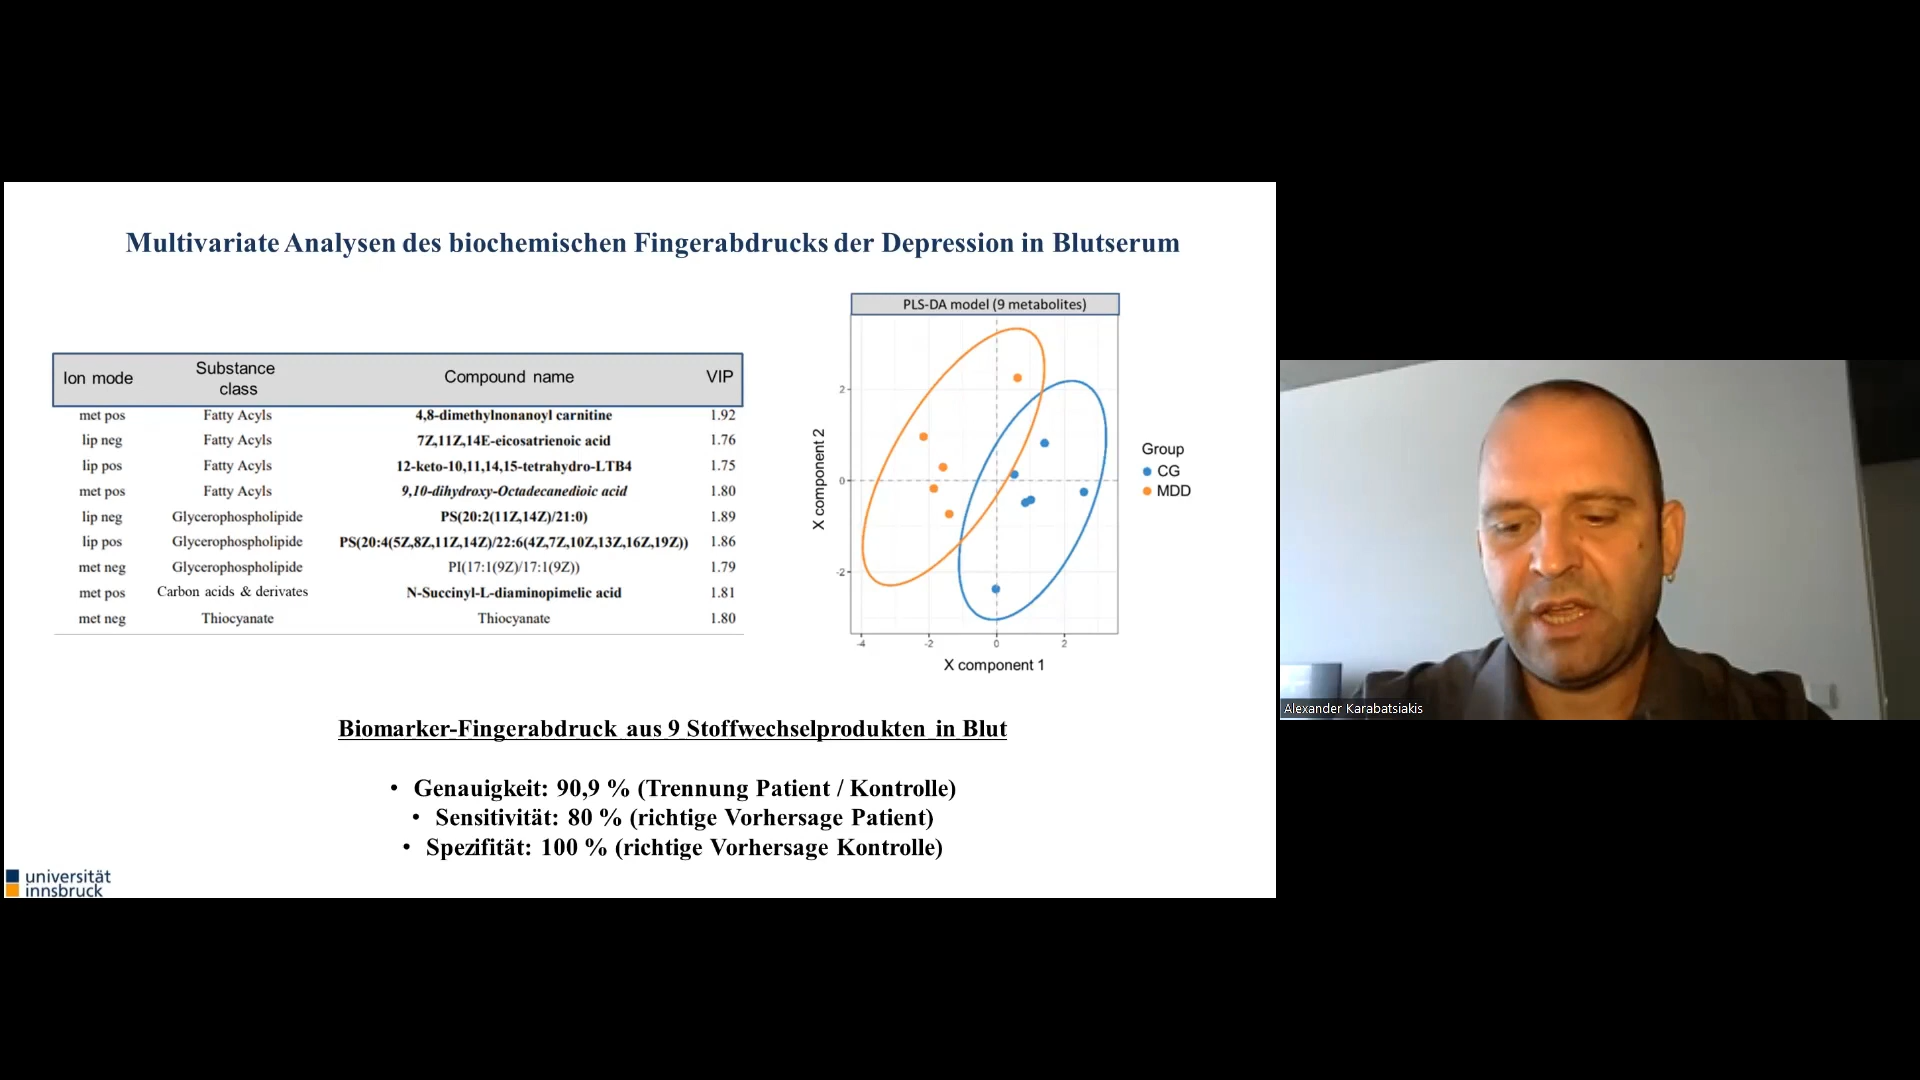 Multivariate Analysen des biochemischen Fingerabdrucks der Depression in Blutserum
Ion mode Substance class Compound name VIP
met pos Fatty Acyls 4,8-dimethylnonanoyl carnitine 1.92
lip neg Fatty Acyls 7Z,11Z,14E-eicosatrienoic acid 1.76
lip pos Fatty Acyls 12-keto-10,11,14,15-tetrahydro-LTB4 1.75
met pos Fatty Acyls 9,10-dihydroxy-Octadecanedioic acid 1.80
lip neg Glycerophospholipide PS(20:2(11Z,14Z)/21:0) 1.89
lip pos Glycerophospholipide PS(20:4(5Z,8Z,11Z,14Z)/22:6(4Z,7Z,10Z,13Z,16Z,19Z)) 1.86
met neg Glycerophospholipide PI(17:1(9Z)/17:1(9Z)) 1.79
met pos Carbon acids & derivates N-Succinyl-L-diaminopimelic acid 1.81
met neg Thiocyanate Thiocyanate 1.80
PLS-DA model (9 metabolites)
X component 2
2
0
-2
-4 -2 0 2
X component 1
Group
CG
MDD
Biomarker-Fingerabdruck aus 9 Stoffwechselprodukten in Blut
• Genauigkeit: 90,9 % (Trennung Patient / Kontrolle)
• Sensitivität: 80 % (richtige Vorhersage Patient)
• Spezifität: 100 % (richtige Vorhersage Kontrolle)
universität
innsbruck
Alexander Karabatsiakis